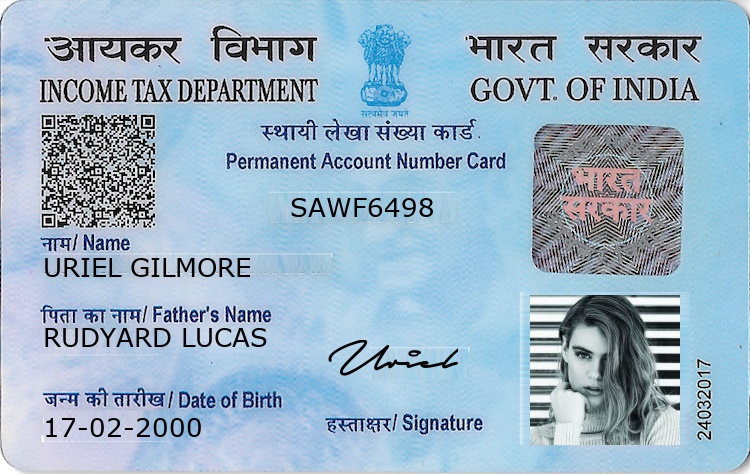 आयकर विभाग
INCOME TAX DEPARTMENT
सत्यमेव जयते
भारत सरकार
GOVT. OF INDIA
स्थायी लेखा संख्या कार्ड
Permanent Account Number Card
SAWF6498
भारत
सरकार
नाम/ Name
URIEL GILMORE
पिता का नाम/ Father's Name
RUDYARD LUCAS
जन्म की तारीख / Date of Birth
17-02-2000
Uriel
हस्ताक्षर/ Signature
24032017